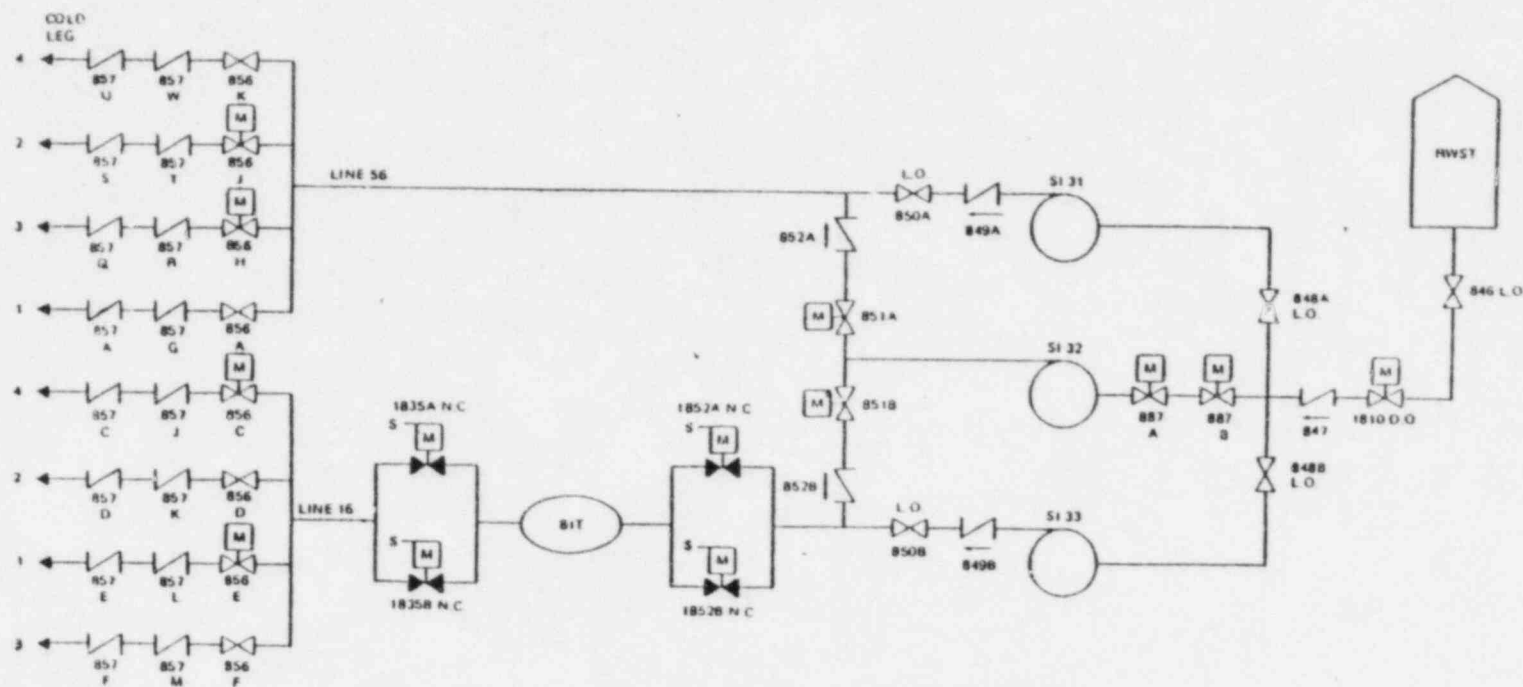 COLD
LEG
4
857
U
857
W
856
K
M
2
857
S
857
T
856
J
M
3
857
Q
857
R
856
H
1
857
A
857
G
856
A
M
4
857
C
857
J
856
C
2
857
D
857
K
856
D
M
1
857
E
857
L
856
E
3
857
F
857
M
856
F
LINE 56
LINE 16
1835A N.C
S
M
S
M
1835B N.C
BIT
1852A N.C
S
M
S
M
1852B N.C
852A
M
851A
M
851B
852B
L.O.
850A
849A
SI 31
SI 32
L.O.
850B
849B
SI 33
M
887
A
M
887
B
848A
L.O.
848B
L.O.
847
M
1810 D.O
846 L.O.
RWST